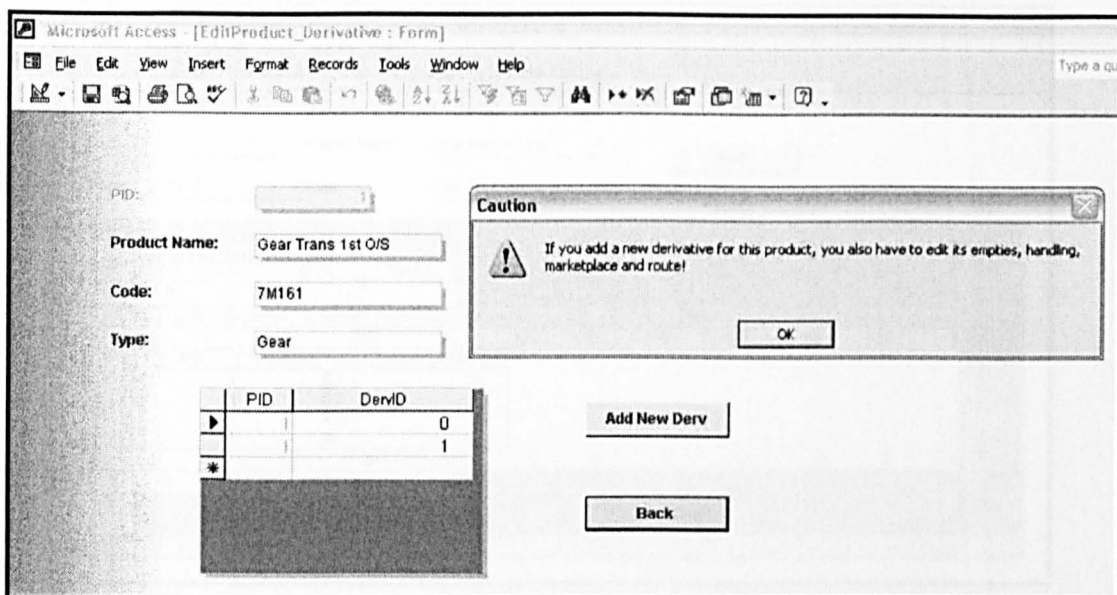 Microsoft Access - [EditProduct_Derivative : Form]
File Edit View Insert Format Records Tools Window Help
Type a qu
PID: 1
Caution
If you add a new derivative for this product, you also have to edit its empties, handling,
marketplace and route!
OK
Product Name: Gear Trans 1st O/S
Code: 7M161
Type: Gear
PID DervID
1 0
1 1
Add New Derv
Back